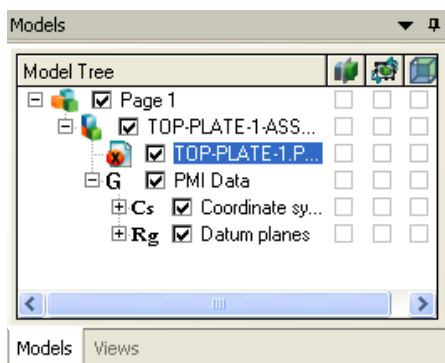 Models
Model Tree
Page 1
TOP-PLATE-1-ASS...
TOP-PLATE-1.P...
G PMI Data
Cs Coordinate sy...
Rg Datum planes
Models Views